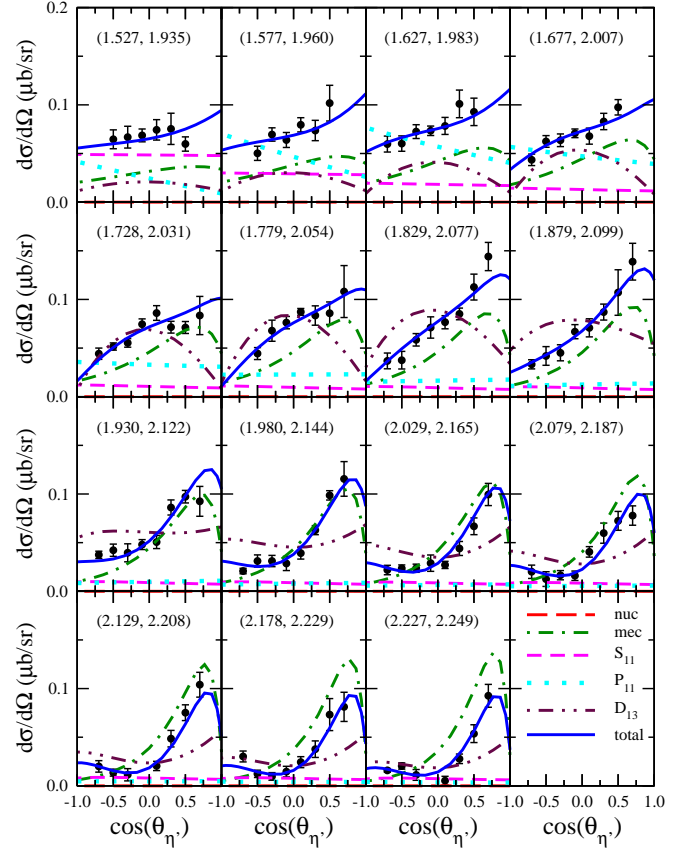 0.2
(1.527, 1.935) (1.577, 1.960) (1.627, 1.983) (1.677, 2.007)
dσ/dΩ (μb/sr)
0.1
0.0
(1.728, 2.031) (1.779, 2.054) (1.829, 2.077) (1.879, 2.099)
dσ/dΩ (μb/sr)
0.1
0.0
(1.930, 2.122) (1.980, 2.144) (2.029, 2.165) (2.079, 2.187)
dσ/dΩ (μb/sr)
0.1
0.0
(2.129, 2.208) (2.178, 2.229) (2.227, 2.249)
dσ/dΩ (μb/sr)
0.1
0.0
nuc
mec
S₁₁
P₁₁
D₁₃
total
-1.0 -0.5 0.0 0.5 -1.0 -0.5 0.0 0.5 -1.0 -0.5 0.0 0.5 -1.0 -0.5 0.0 0.5 1.0
cos(θη') cos(θη') cos(θη') cos(θη')